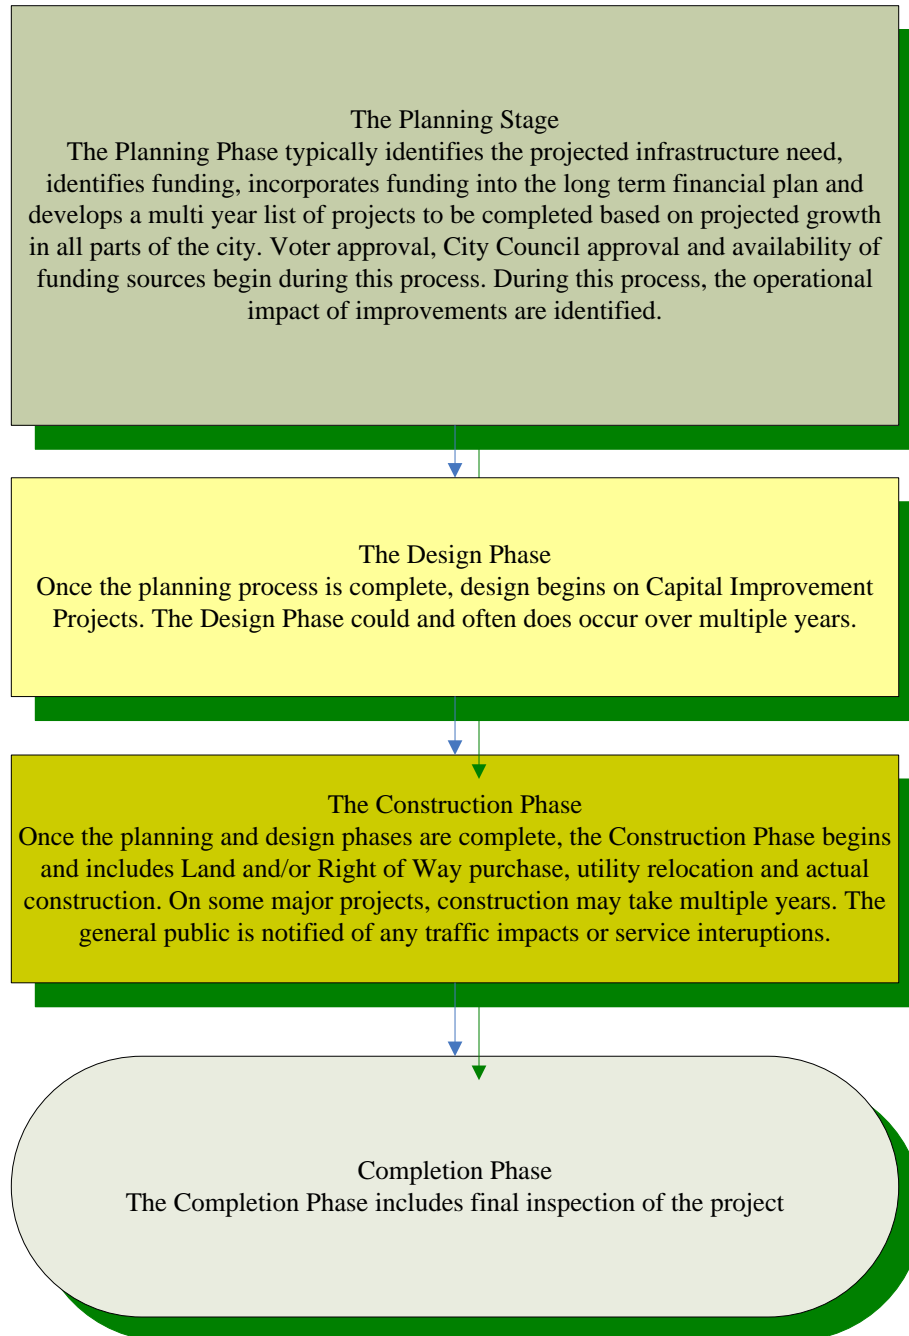 The Planning Stage
The Planning Phase typically identifies the projected infrastructure need,
identifies funding, incorporates funding into the long term financial plan and
develops a multi year list of projects to be completed based on projected growth
in all parts of the city. Voter approval, City Council approval and availability of
funding sources begin during this process. During this process, the operational
impact of improvements are identified.
The Design Phase
Once the planning process is complete, design begins on Capital Improvement
Projects. The Design Phase could and often does occur over multiple years.
The Construction Phase
Once the planning and design phases are complete, the Construction Phase begins
and includes Land and/or Right of Way purchase, utility relocation and actual
construction. On some major projects, construction may take multiple years. The
general public is notified of any traffic impacts or service interuptions.
Completion Phase
The Completion Phase includes final inspection of the project